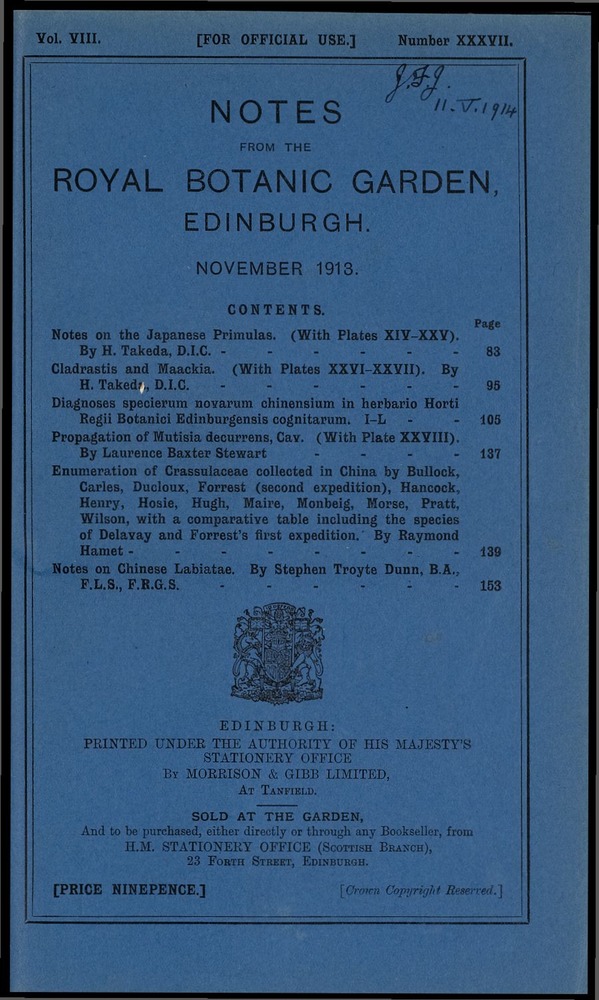 Vol. VIII. [FOR OFFICIAL USE.] Number XXXVII.
J.F.J.
11.V.1914
NOTES
FROM THE
ROYAL BOTANIC GARDEN,
EDINBURGH.
NOVEMBER 1913.
CONTENTS.
Page
Notes on the Japanese Primulas. (With Plates XIV–XXV).
By H. Takeda, D.I.C. - - - - - - 83
Cladrastis and Maackia. (With Plates XXVI–XXVII). By
H. Takeda, D.I.C. - - - - - - 95
Diagnoses specierum novarum chinensium in herbario Horti
Regii Botanici Edinburgensis cognitarum. I–L - - 105
Propagation of Mutisia decurrens, Cav. (With Plate XXVIII).
By Laurence Baxter Stewart - - - - 137
Enumeration of Crassulaceae collected in China by Bullock,
Carles, Ducloux, Forrest (second expedition), Hancock,
Henry, Hosie, Hugh, Maire, Monbeig, Morse, Pratt,
Wilson, with a comparative table including the species
of Delavay and Forrest's first expedition. By Raymond
Hamet - - - - - - - - 139
Notes on Chinese Labiatae. By Stephen Troyte Dunn, B.A.,
F.L.S., F.R.G.S. - - - - - - 153
EDINBURGH:
PRINTED UNDER THE AUTHORITY OF HIS MAJESTY'S
STATIONERY OFFICE
By MORRISON & GIBB LIMITED,
At Tanfield.
SOLD AT THE GARDEN,
And to be purchased, either directly or through any Bookseller, from
H.M. STATIONERY OFFICE (Scottish Branch),
23 Forth Street, Edinburgh.
[PRICE NINEPENCE.] [Crown Copyright Reserved.]